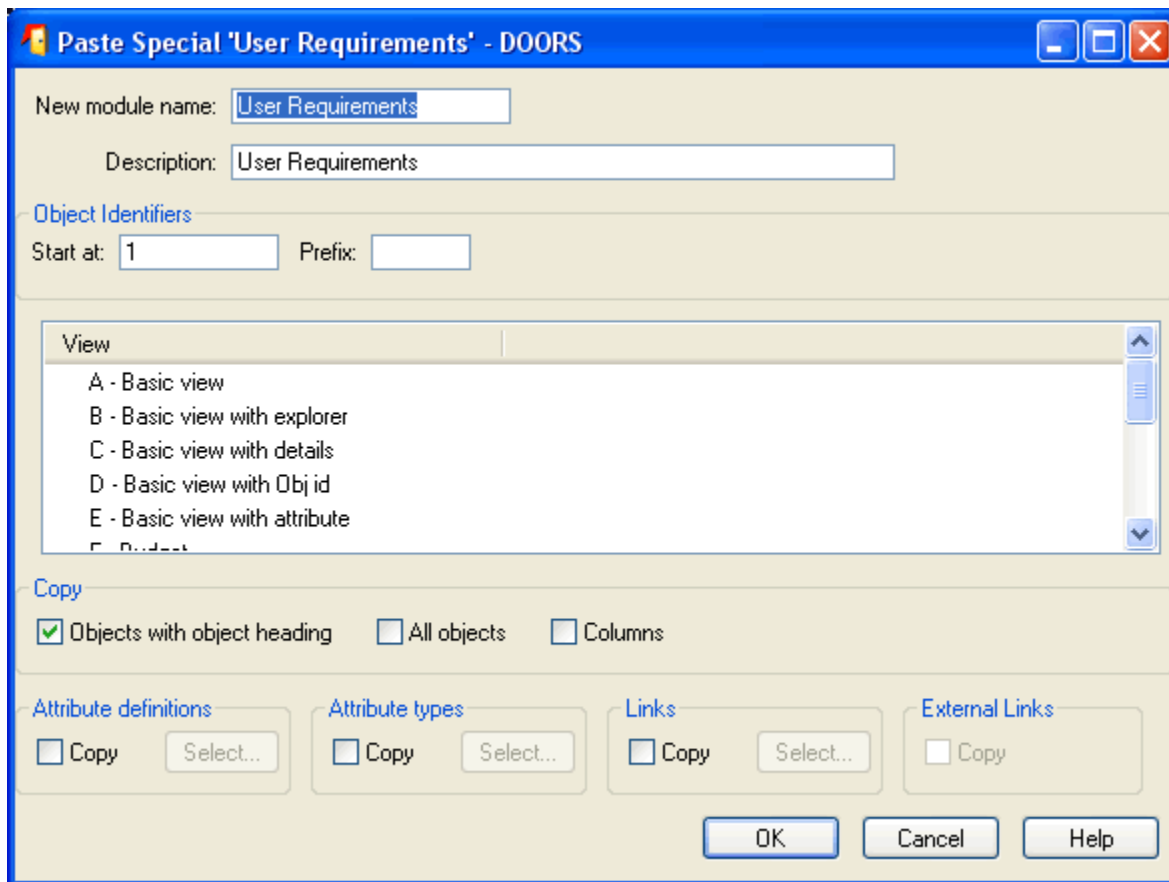 Paste Special 'User Requirements' - DOORS
New module name: User Requirements
Description: User Requirements
Object Identifiers
Start at: 1 Prefix:
View
A - Basic view
B - Basic view with explorer
C - Basic view with details
D - Basic view with Obj id
E - Basic view with attribute
F - Budget
Copy
Objects with object heading All objects Columns
Attribute definitions Attribute types Links External Links
Copy Select... Copy Select... Copy Select... Copy
OK Cancel Help